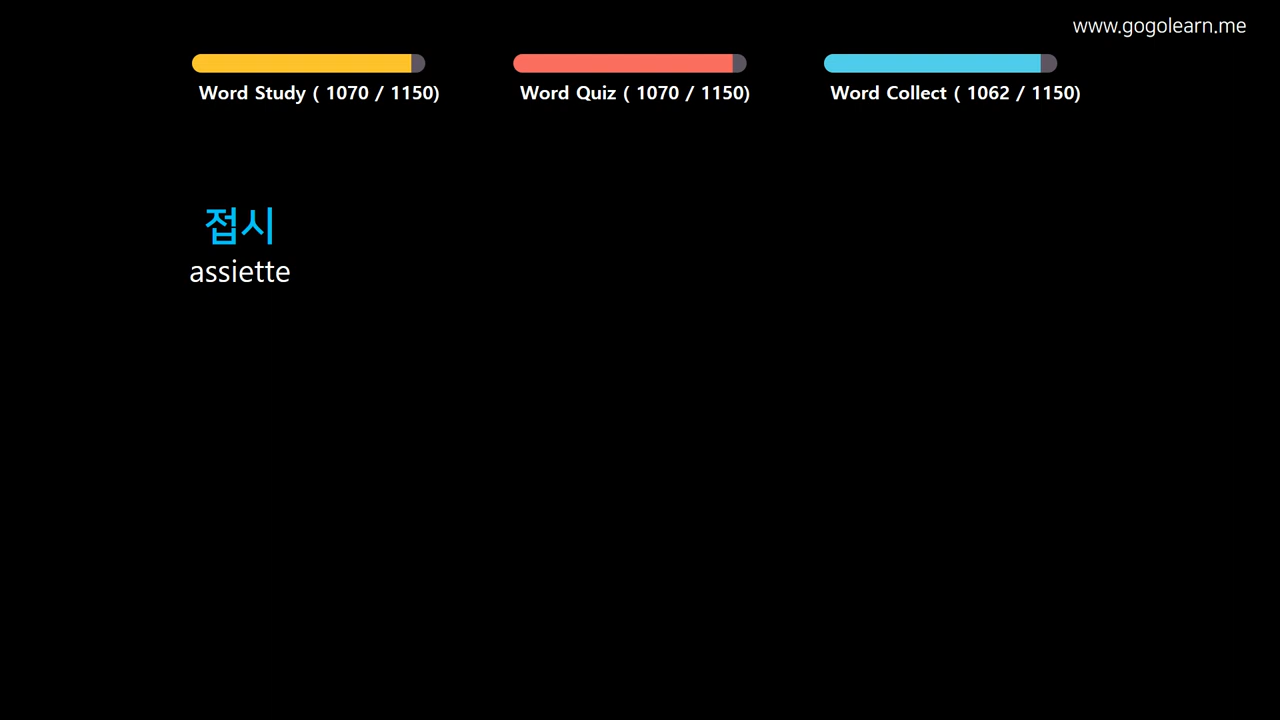 www.gogolearn.me
Word Study ( 1070 / 1150)
Word Quiz ( 1070 / 1150)
Word Collect ( 1062 / 1150)
접시
assiette